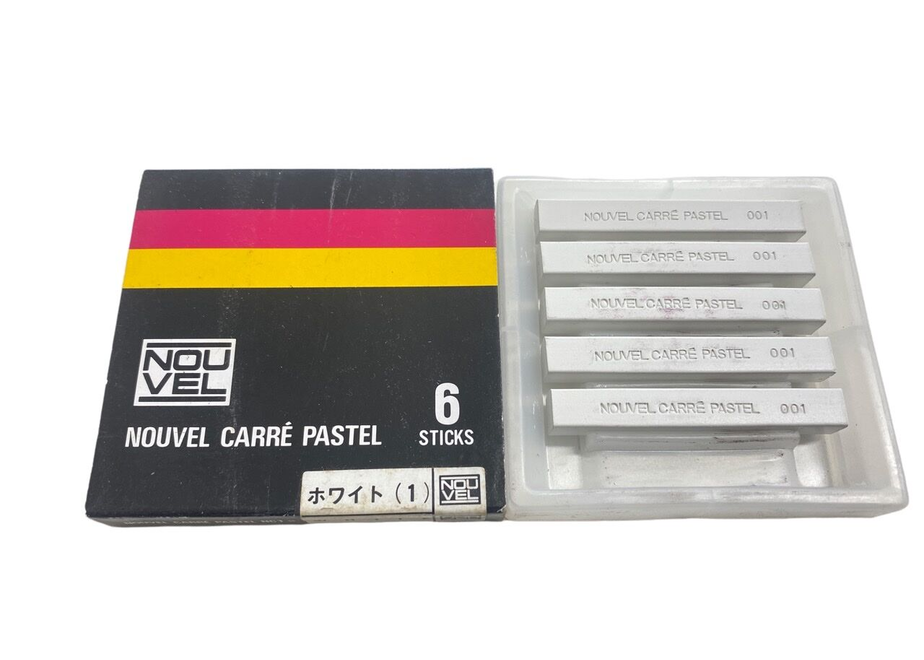 NOU
VEL
NOUVEL CARRÉ PASTEL
6
STICKS
ホワイト(1)
NOU
VEL
NOUVEL CARRÉ PASTEL 001
NOUVEL CARRÉ PASTEL 001
NOUVEL CARRÉ PASTEL 001
NOUVEL CARRÉ PASTEL 001
NOUVEL CARRÉ PASTEL 001